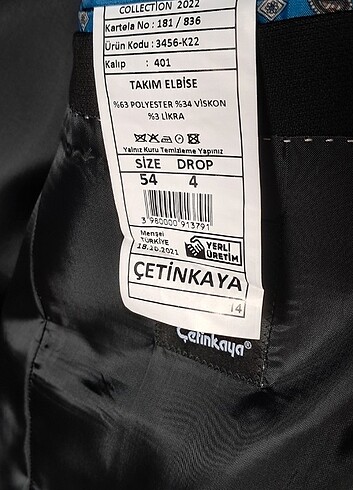 COLLECTION 2022
Kartela No : 181 / 836
Ürün Kodu : 3456-K22
Kalıp : 401
TAKIM ELBİSE
%63 POLYESTER %34 VİSKON
%3 LİKRA
Yalnız Kuru Temizleme Yapınız
SIZE DROP
54 4
3 980000 913791
Menşei
TÜRKİYE
18.10.2021
YERLİ
ÜRETİM
ÇETİNKAYA
14
Çetinkaya®